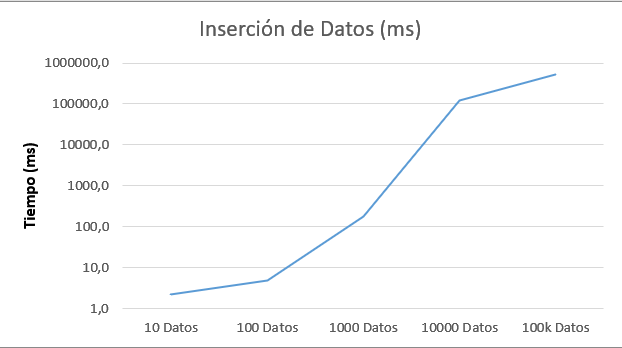 Inserción de Datos (ms)
1000000,0
100000,0
10000,0
1000,0
100,0
10,0
1,0
Tiempo (ms)
10 Datos
100 Datos
1000 Datos
10000 Datos
100k Datos